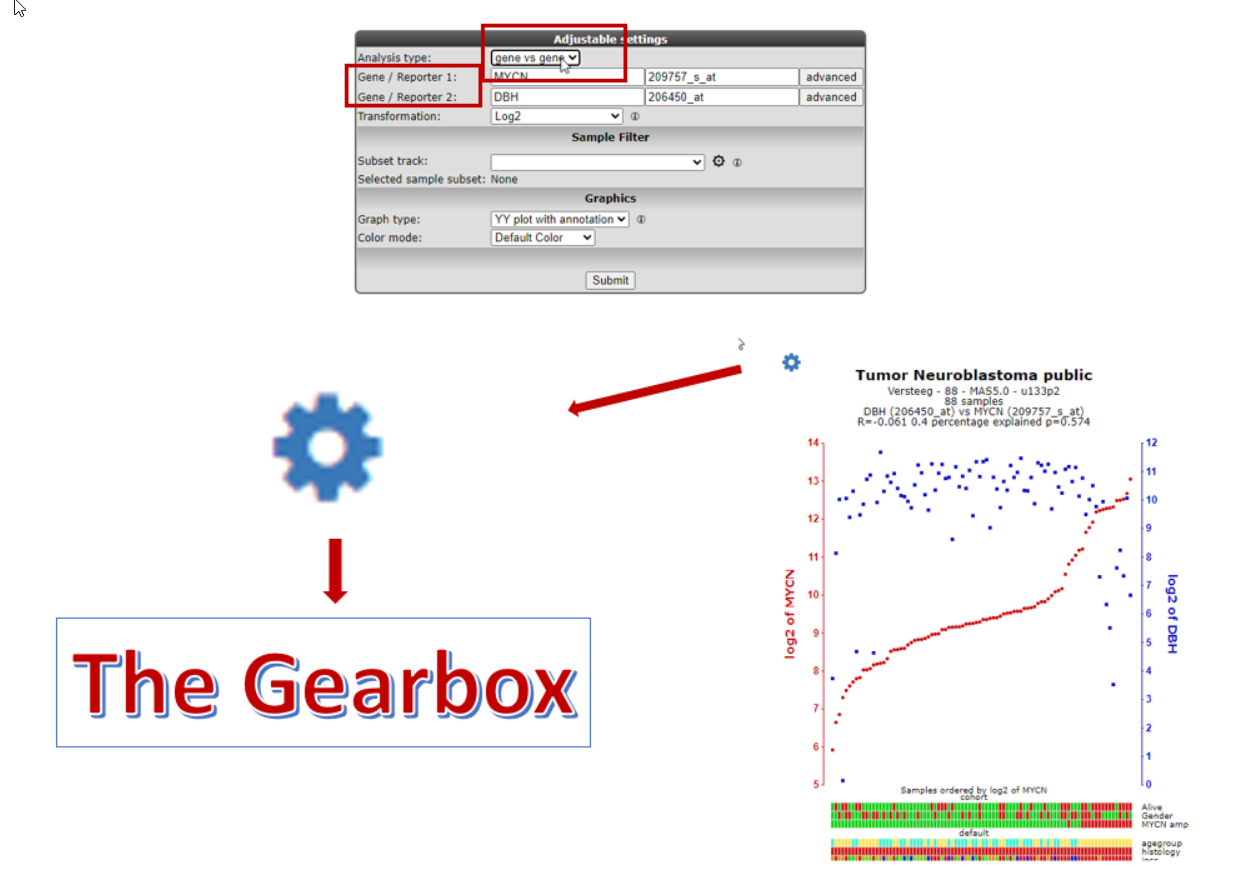 Adjustable settings
Analysis type: gene vs gene
Gene / Reporter 1: MYCN 209757_s_at advanced
Gene / Reporter 2: DBH 206450_at advanced
Transformation: Log2
Sample Filter
Subset track:
Selected sample subset: None
Graphics
Graph type: YY plot with annotation
Color mode: Default Color
Submit
The Gearbox
Tumor Neuroblastoma public
Versteeg - 88 - MAS5.0 - u133p2
88 samples
DBH (206450_at) vs MYCN (209757_s_at)
R=-0.061 0.4 percentage explained p=0.574
14
13
12
11
10
9
8
7
6
5
log2 of MYCN
12
11
10
9
8
7
6
5
4
3
2
1
0
log2 of DBH
Samples ordered by log2 of MYCN
cohort
Alive
Gender
MYCN amp
default
agegroup
histology